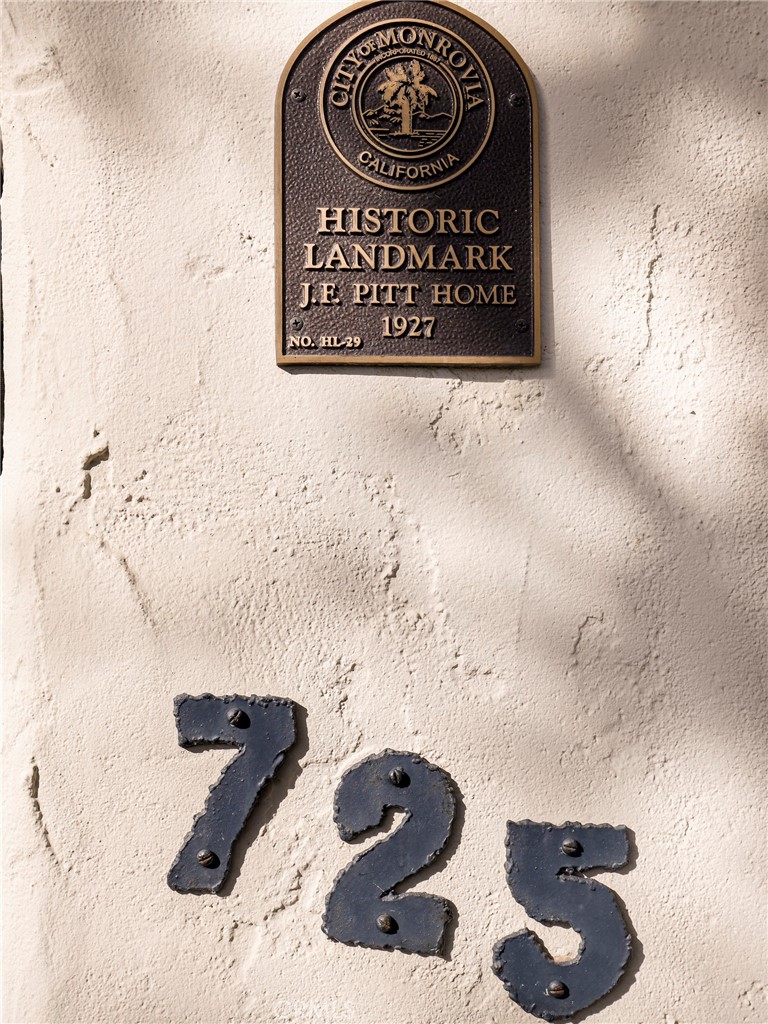 CITY OF MONROVIA
INCORPORATED 1887
CALIFORNIA
HISTORIC
LANDMARK
J.F. PITT HOME
1927
NO. HL-29
725